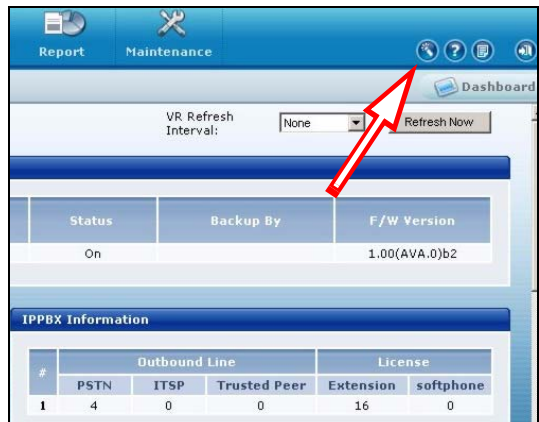 Report Maintenance
?
Dashboard
VR Refresh
Interval: None Refresh Now
Status Backup By F/W Version
On 1.00(AVA.0)b2
IPPBX Information
# Outbound Line License
PSTN ITSP Trusted Peer Extension softphone
1 4 0 0 16 0